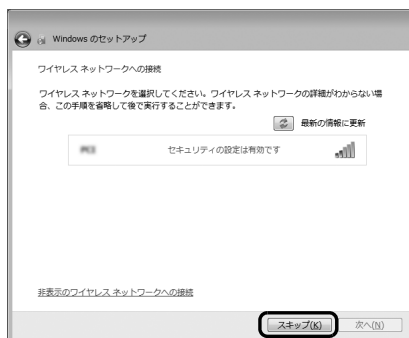 Windows のセットアップ
ワイヤレス ネットワークへの接続
ワイヤレス ネットワークを選択してください。ワイヤレス ネットワークの詳細がわからない場
合、この手順を省略して後で実行することができます。
最新の情報に更新
セキュリティの設定は有効です
非表示のワイヤレス ネットワークへの接続
スキップ(K) 次へ(N)